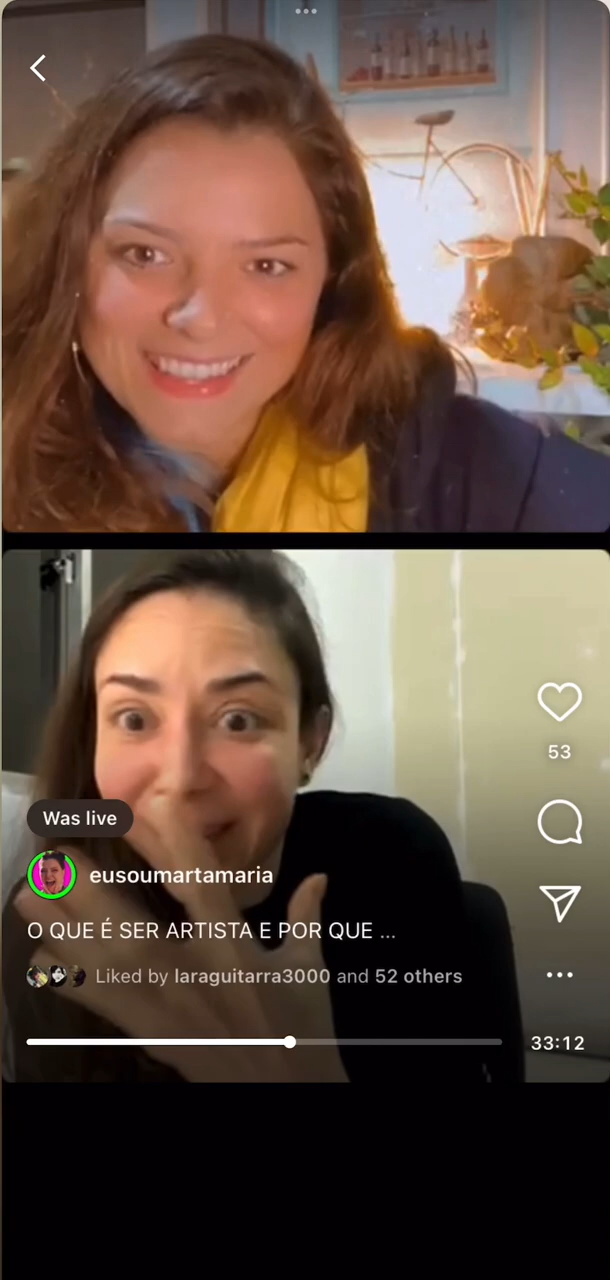 Was live
eusoumartamaria
O QUE É SER ARTISTA E POR QUE ...
Liked by laraguitarra3000 and 52 others
53
33:12